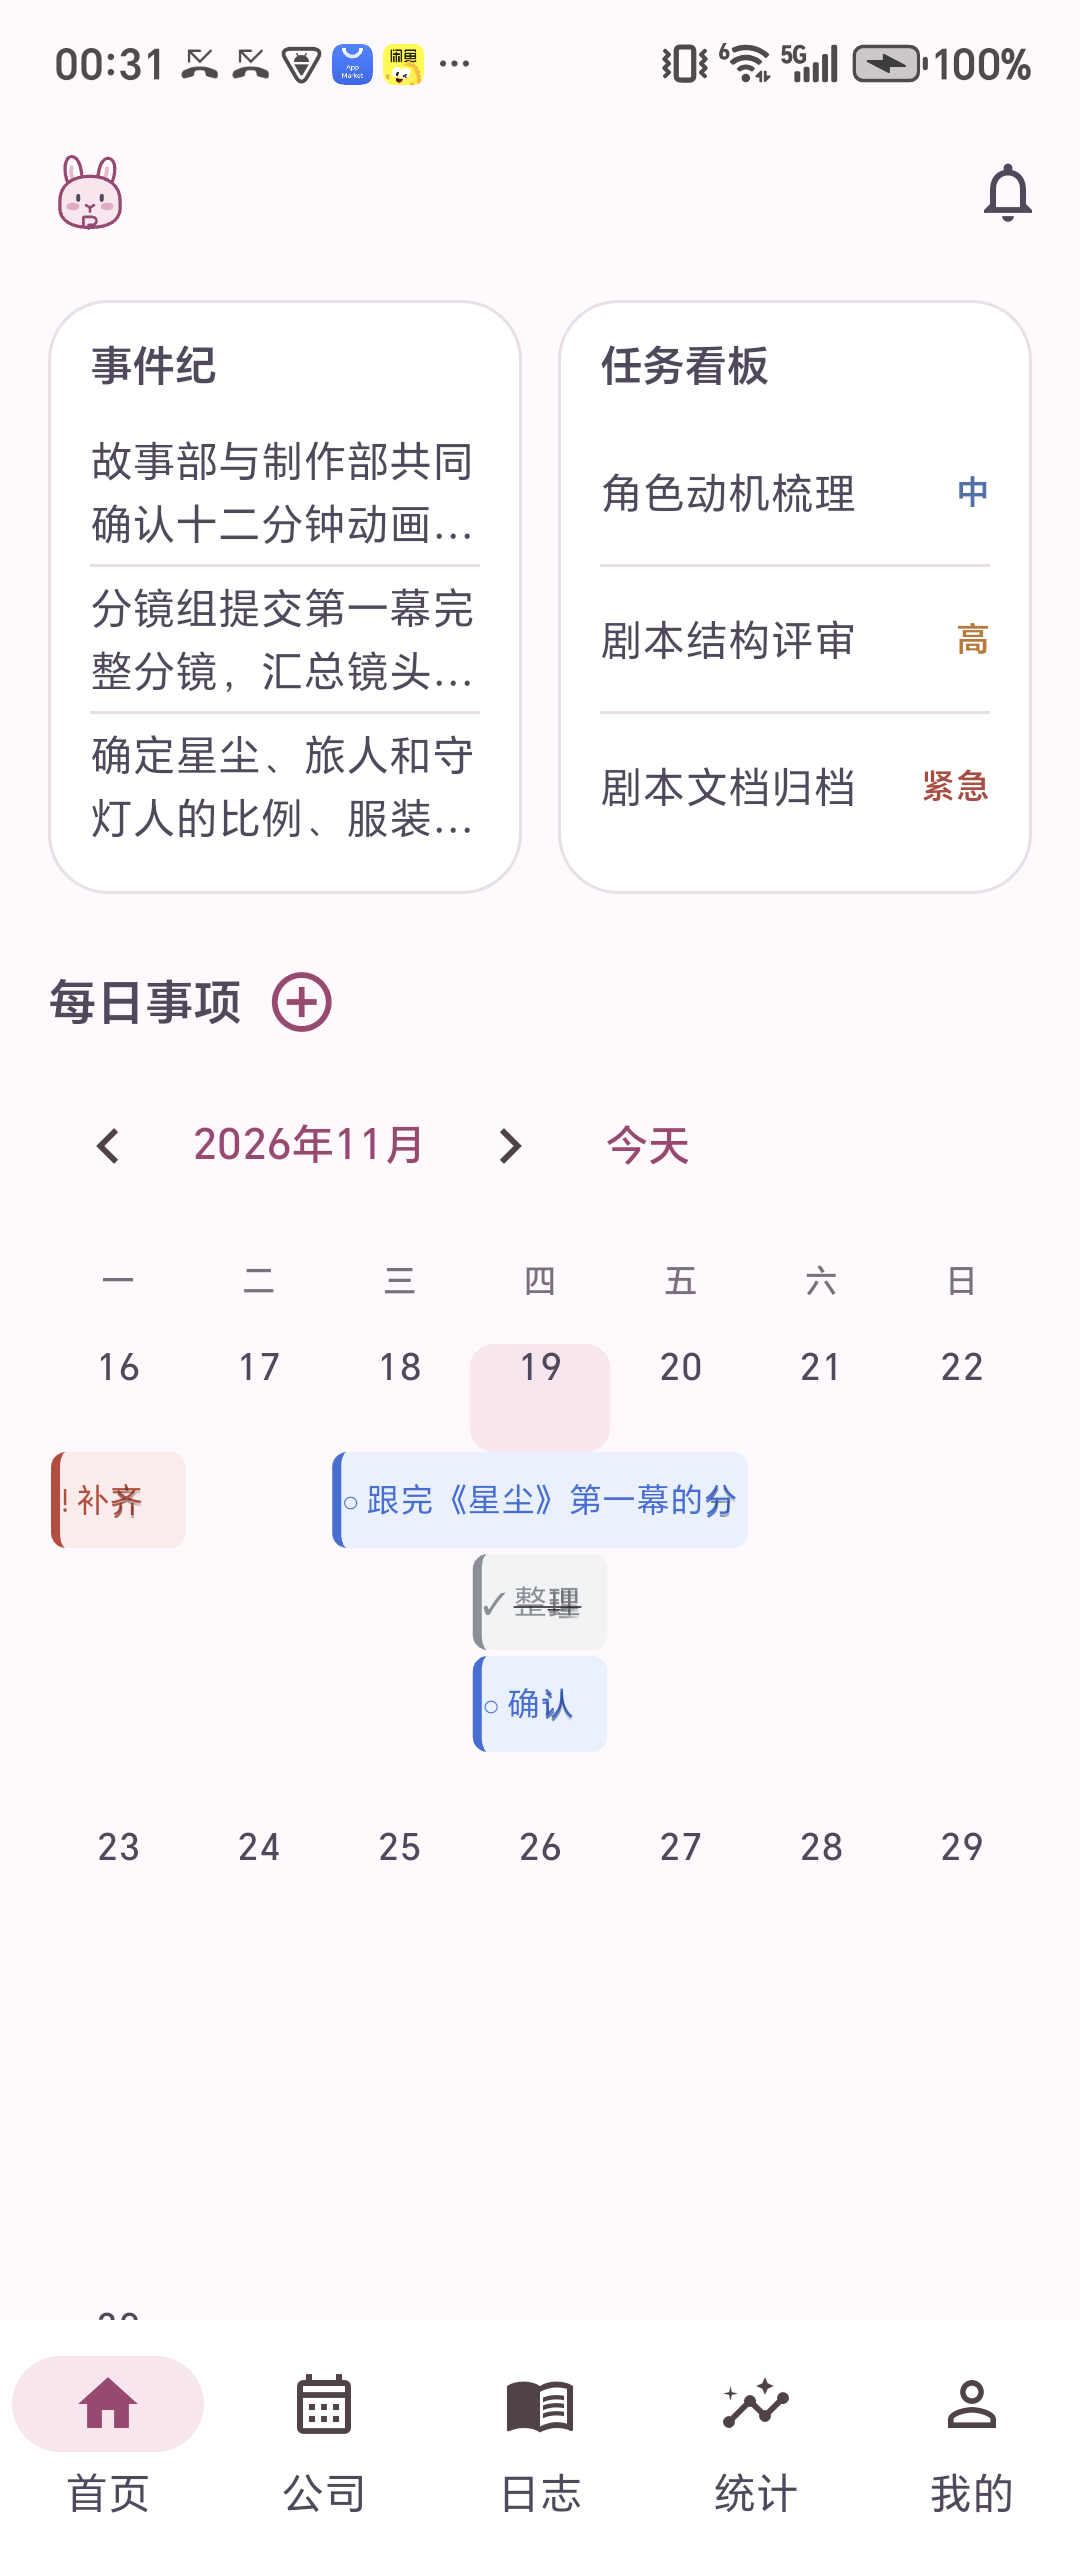 00:31
App
Market
闲鱼
6
5G
100%
事件纪
故事部与制作部共同
确认十二分钟动画...
分镜组提交第一幕完
整分镜，汇总镜头...
确定星尘、旅人和守
灯人的比例、服装...
任务看板
角色动机梳理 中
剧本结构评审 高
剧本文档归档 紧急
每日事项
2026年11月 今天
一 二 三 四 五 六 日
16 17 18 19 20 21 22
! 补齐
跟完《星尘》第一幕的分
✓整理
确认
23 24 25 26 27 28 29
首页 公司 日志 统计 我的